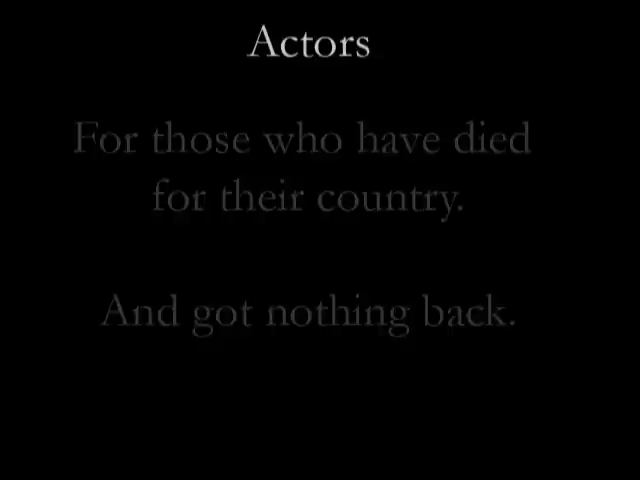 Actors
For those who have died
for their country.
And got nothing back.